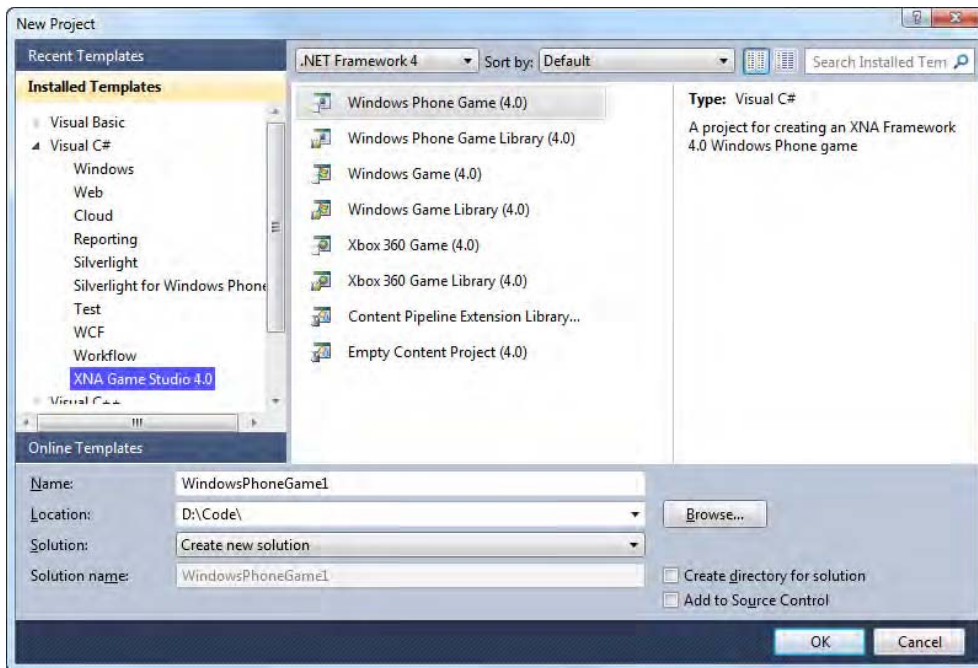 New Project
Recent Templates
.NET Framework 4
Sort by: Default
Search Installed Tem
Installed Templates
Visual Basic
Visual C#
Windows
Web
Cloud
Reporting
Silverlight
Silverlight for Windows Phone
Test
WCF
Workflow
XNA Game Studio 4.0
Visual C++
Online Templates
Windows Phone Game (4.0)
Windows Phone Game Library (4.0)
Windows Game (4.0)
Windows Game Library (4.0)
Xbox 360 Game (4.0)
Xbox 360 Game Library (4.0)
Content Pipeline Extension Library...
Empty Content Project (4.0)
Type: Visual C#
A project for creating an XNA Framework
4.0 Windows Phone game
Name: WindowsPhoneGame1
Location: D:\Code\
Browse...
Solution: Create new solution
Solution name: WindowsPhoneGame1
Create directory for solution
Add to Source Control
OK
Cancel